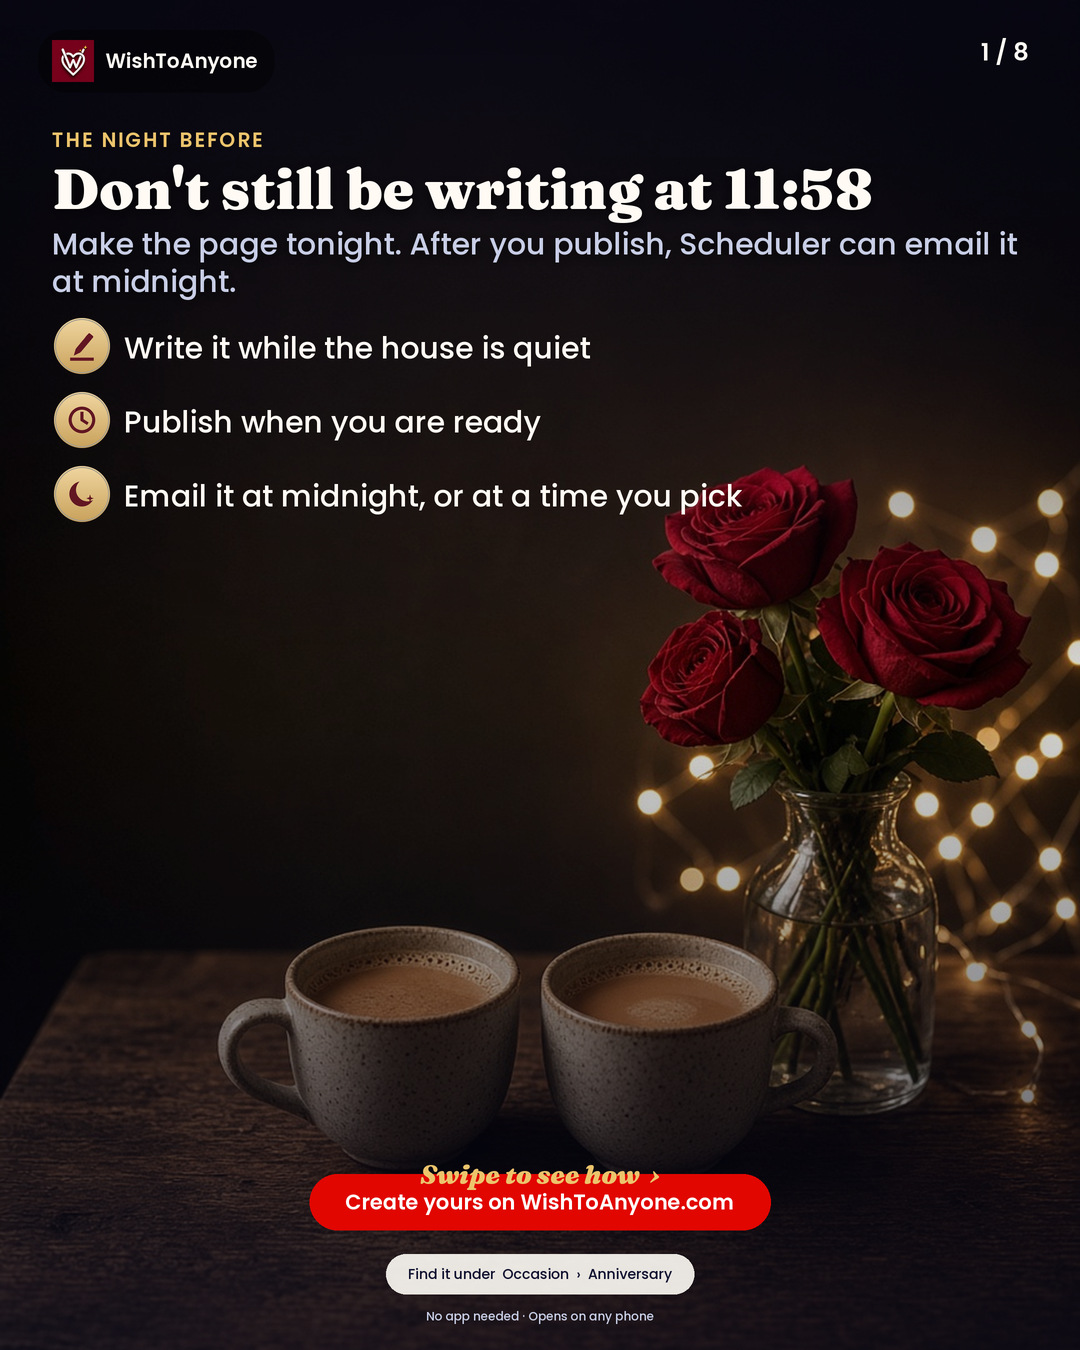 WishToAnyone
1 / 8
THE NIGHT BEFORE
Don't still be writing at 11:58
Make the page tonight. After you publish, Scheduler can email it
at midnight.
Write it while the house is quiet
Publish when you are ready
Email it at midnight, or at a time you pick
Swipe to see how ›
Create yours on WishToAnyone.com
Find it under Occasion › Anniversary
No app needed · Opens on any phone